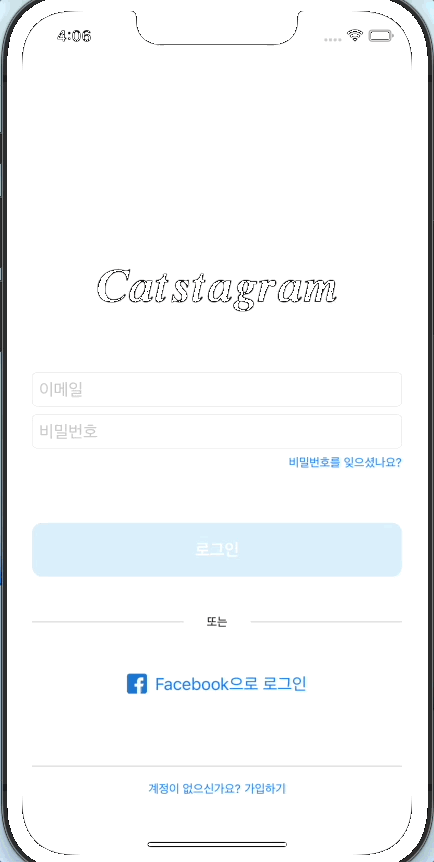 4:06
Catstagram
이메일
비밀번호
비밀번호를 잊으셨나요?
로그인
또는
Facebook으로 로그인
계정이 없으신가요? 가입하기